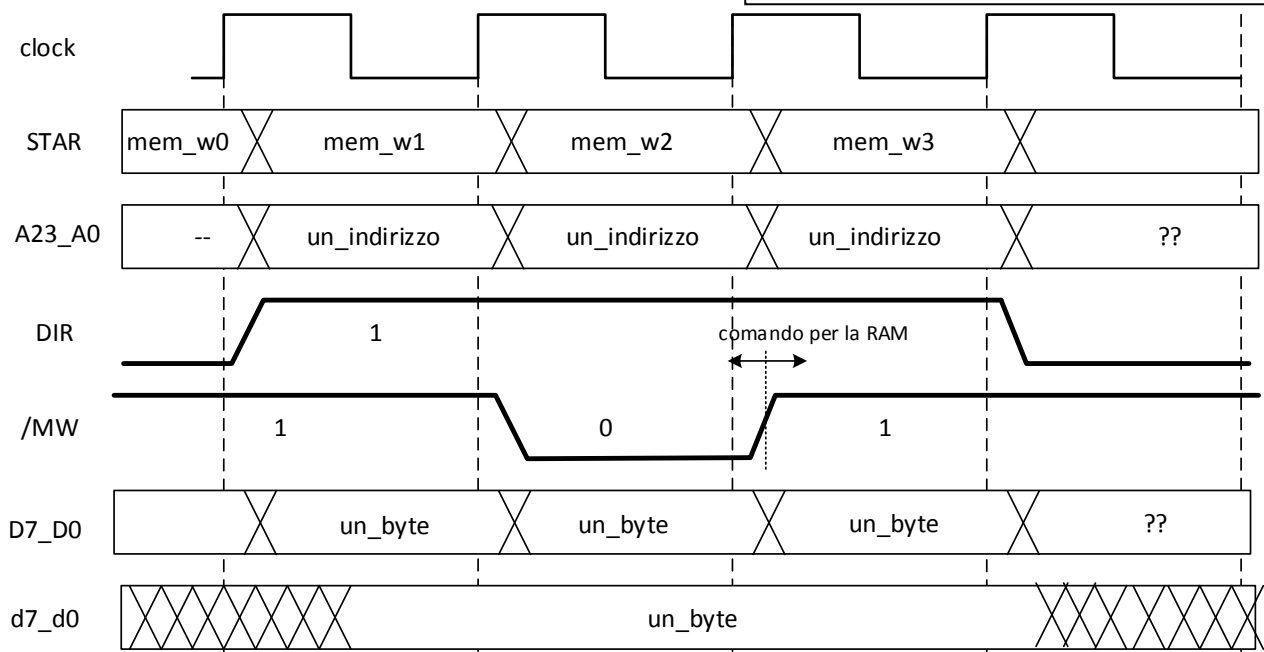 clock
STAR mem_w0 mem_w1 mem_w2 mem_w3
A23_A0 -- un_indirizzo un_indirizzo un_indirizzo ??
DIR 1 comando per la RAM
/MW 1 0 1
D7_D0 un_byte un_byte un_byte ??
d7_d0 un_byte